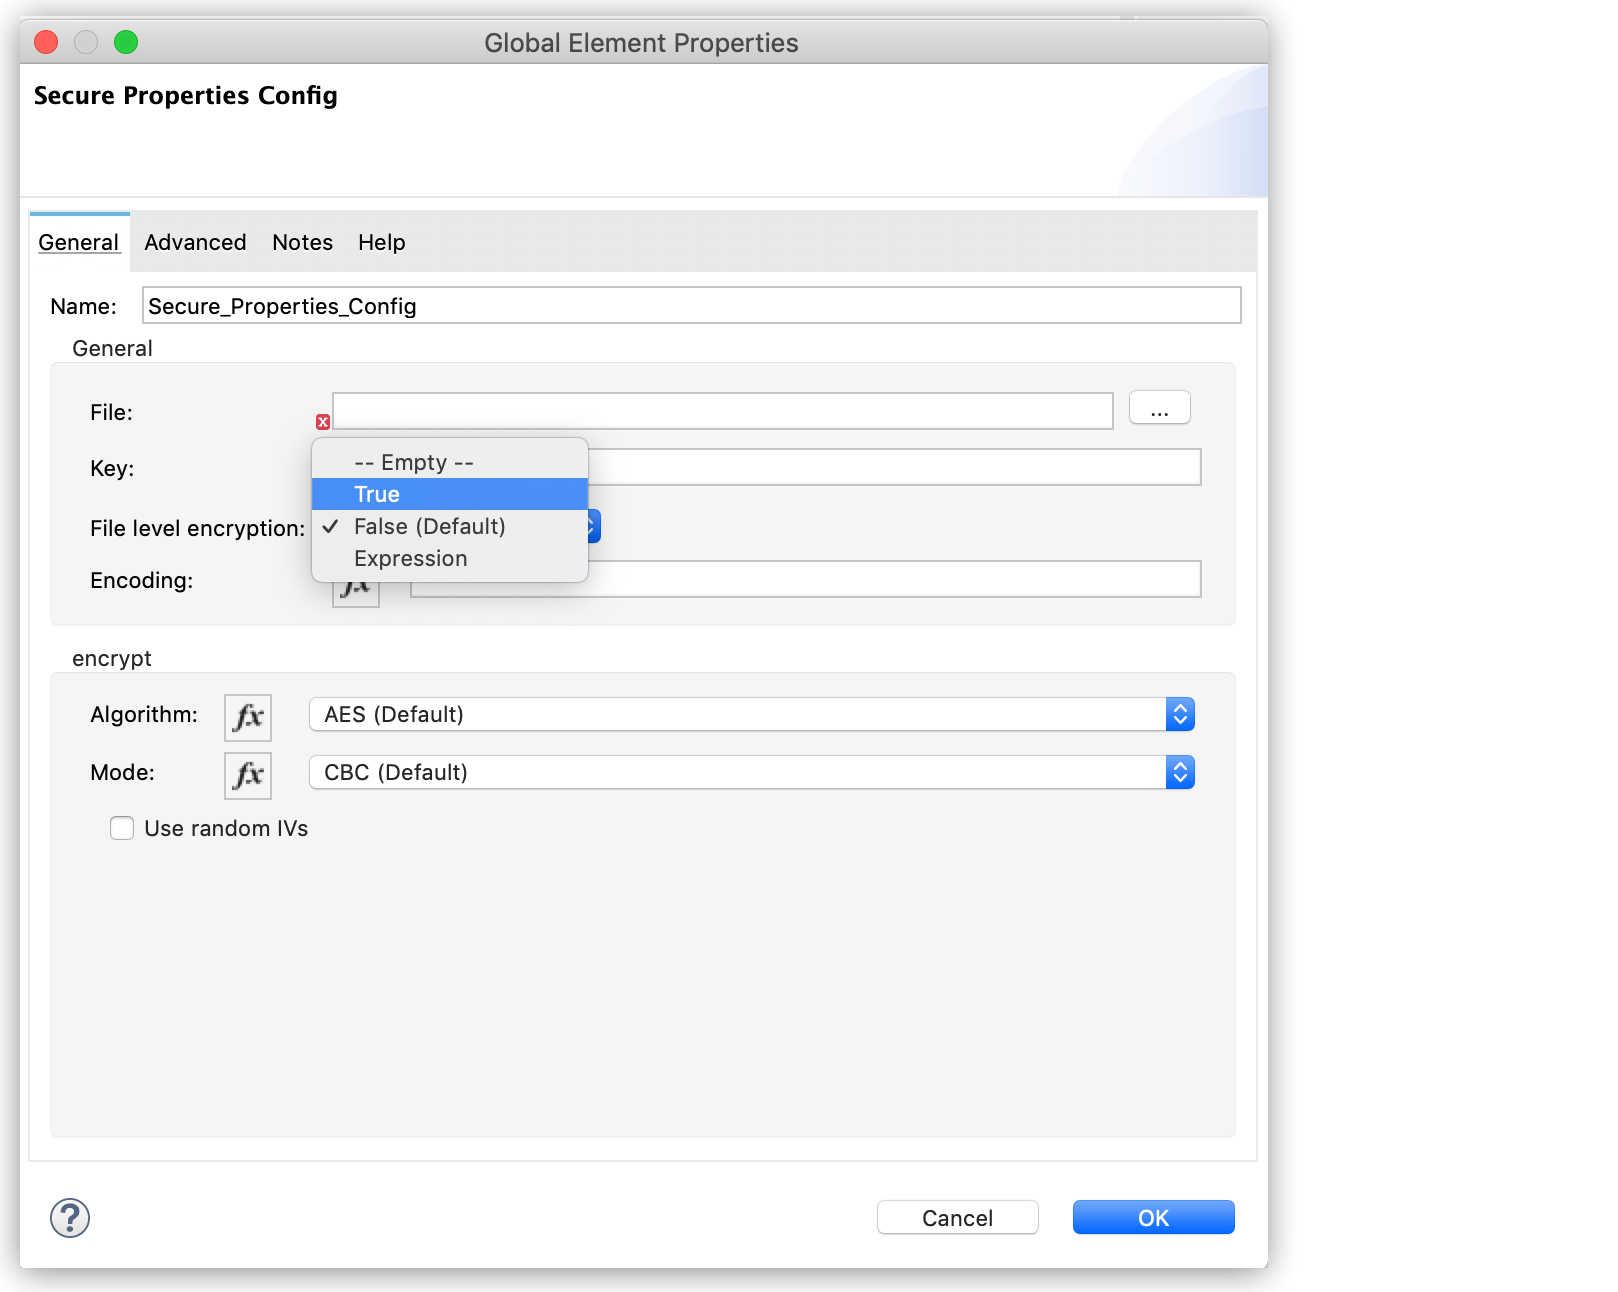 Global Element Properties
Secure Properties Config
General Advanced Notes Help
Name: Secure_Properties_Config
General
File: ...
-- Empty --
Key:
True
File level encryption: ✓ False (Default)
Expression
Encoding: fx
encrypt
Algorithm: fx AES (Default)
Mode: fx CBC (Default)
Use random IVs
? Cancel OK